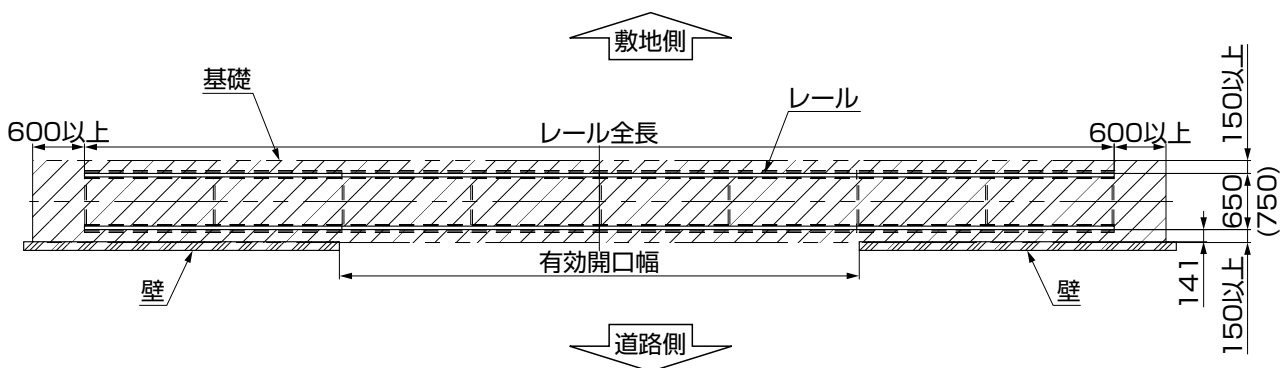 敷地側
基礎
レール
150以上
600以上
レール全長
600以上
650
(750)
有効開口幅
141
150以上
壁
壁
道路側